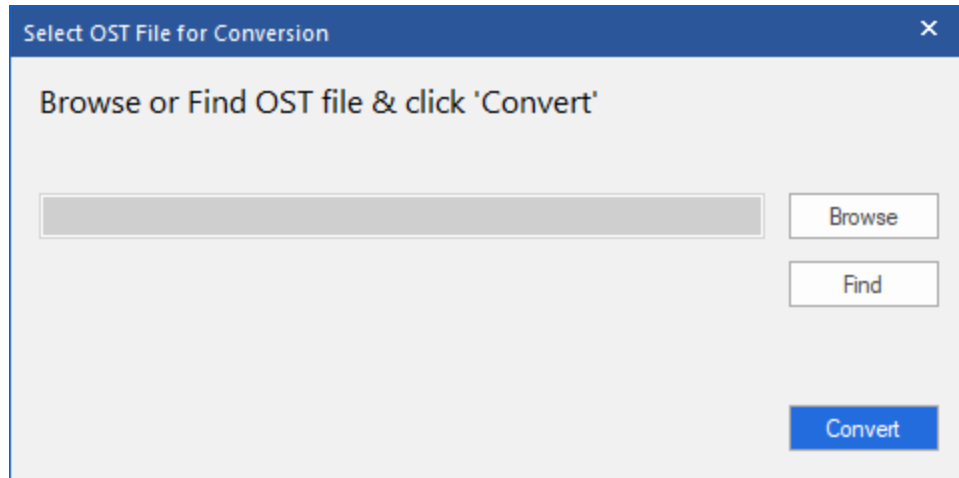 Select OST File for Conversion
Browse or Find OST file & click 'Convert'
Browse
Find
Convert